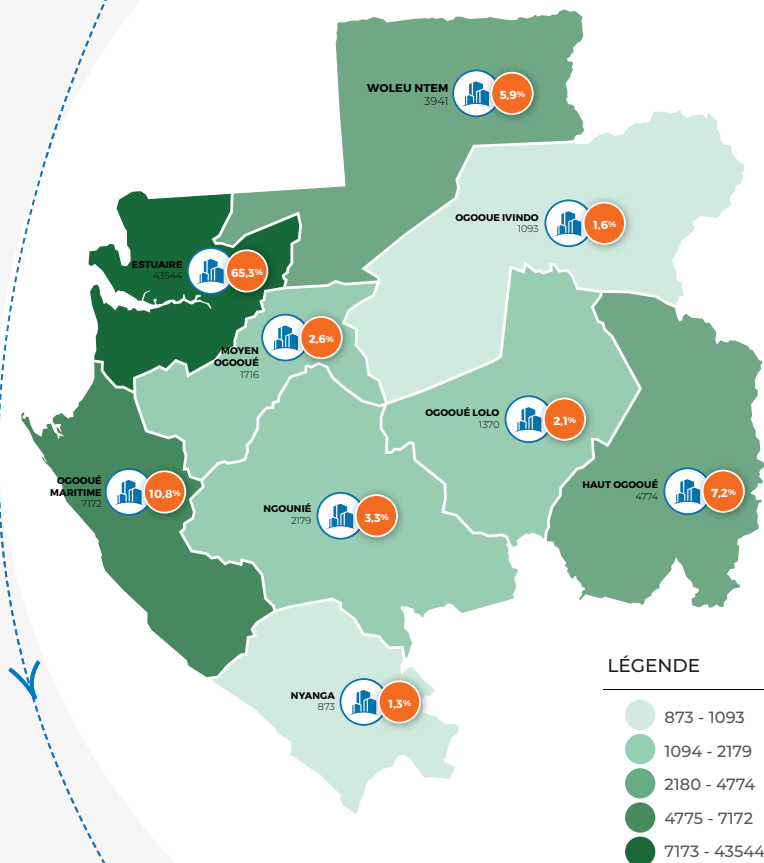 WOLEU NTEM
3941
5,9%
OGOOUE IVINDO
1093
1,6%
ESTUAIRE
43544
65,3%
MOYEN
OGOOUÉ
1716
2,6%
OGOOUÉ LOLO
1370
2,1%
OGOOUÉ
MARITIME
7172
10,8%
HAUT OGOOUÉ
4774
7,2%
NGOUNIÉ
2179
3,3%
NYANGA
873
1,3%
LÉGENDE
873 - 1093
1094 - 2179
2180 - 4774
4775 - 7172
7173 - 43544